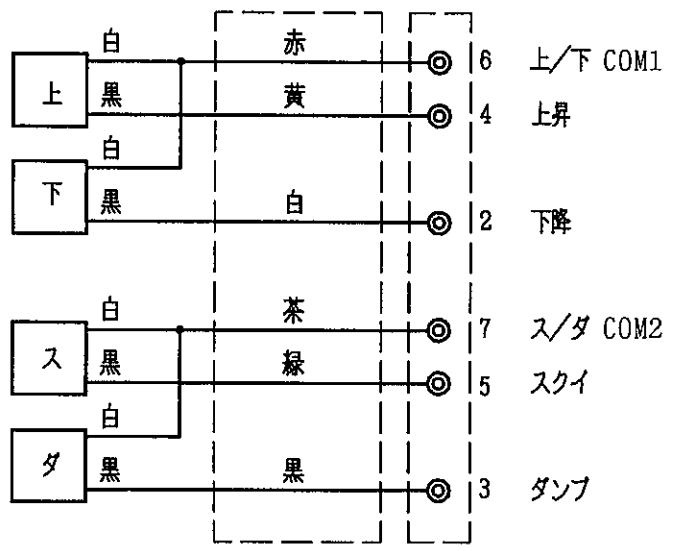 白 赤 6 上/下 COM1
上 黒 黄 4 上昇
白
下 黒 白 2 下降
白 茶 7 ス/ダ COM2
ス 黒 緑 5 スクイ
白
ダ 黒 黒 3 ダンプ